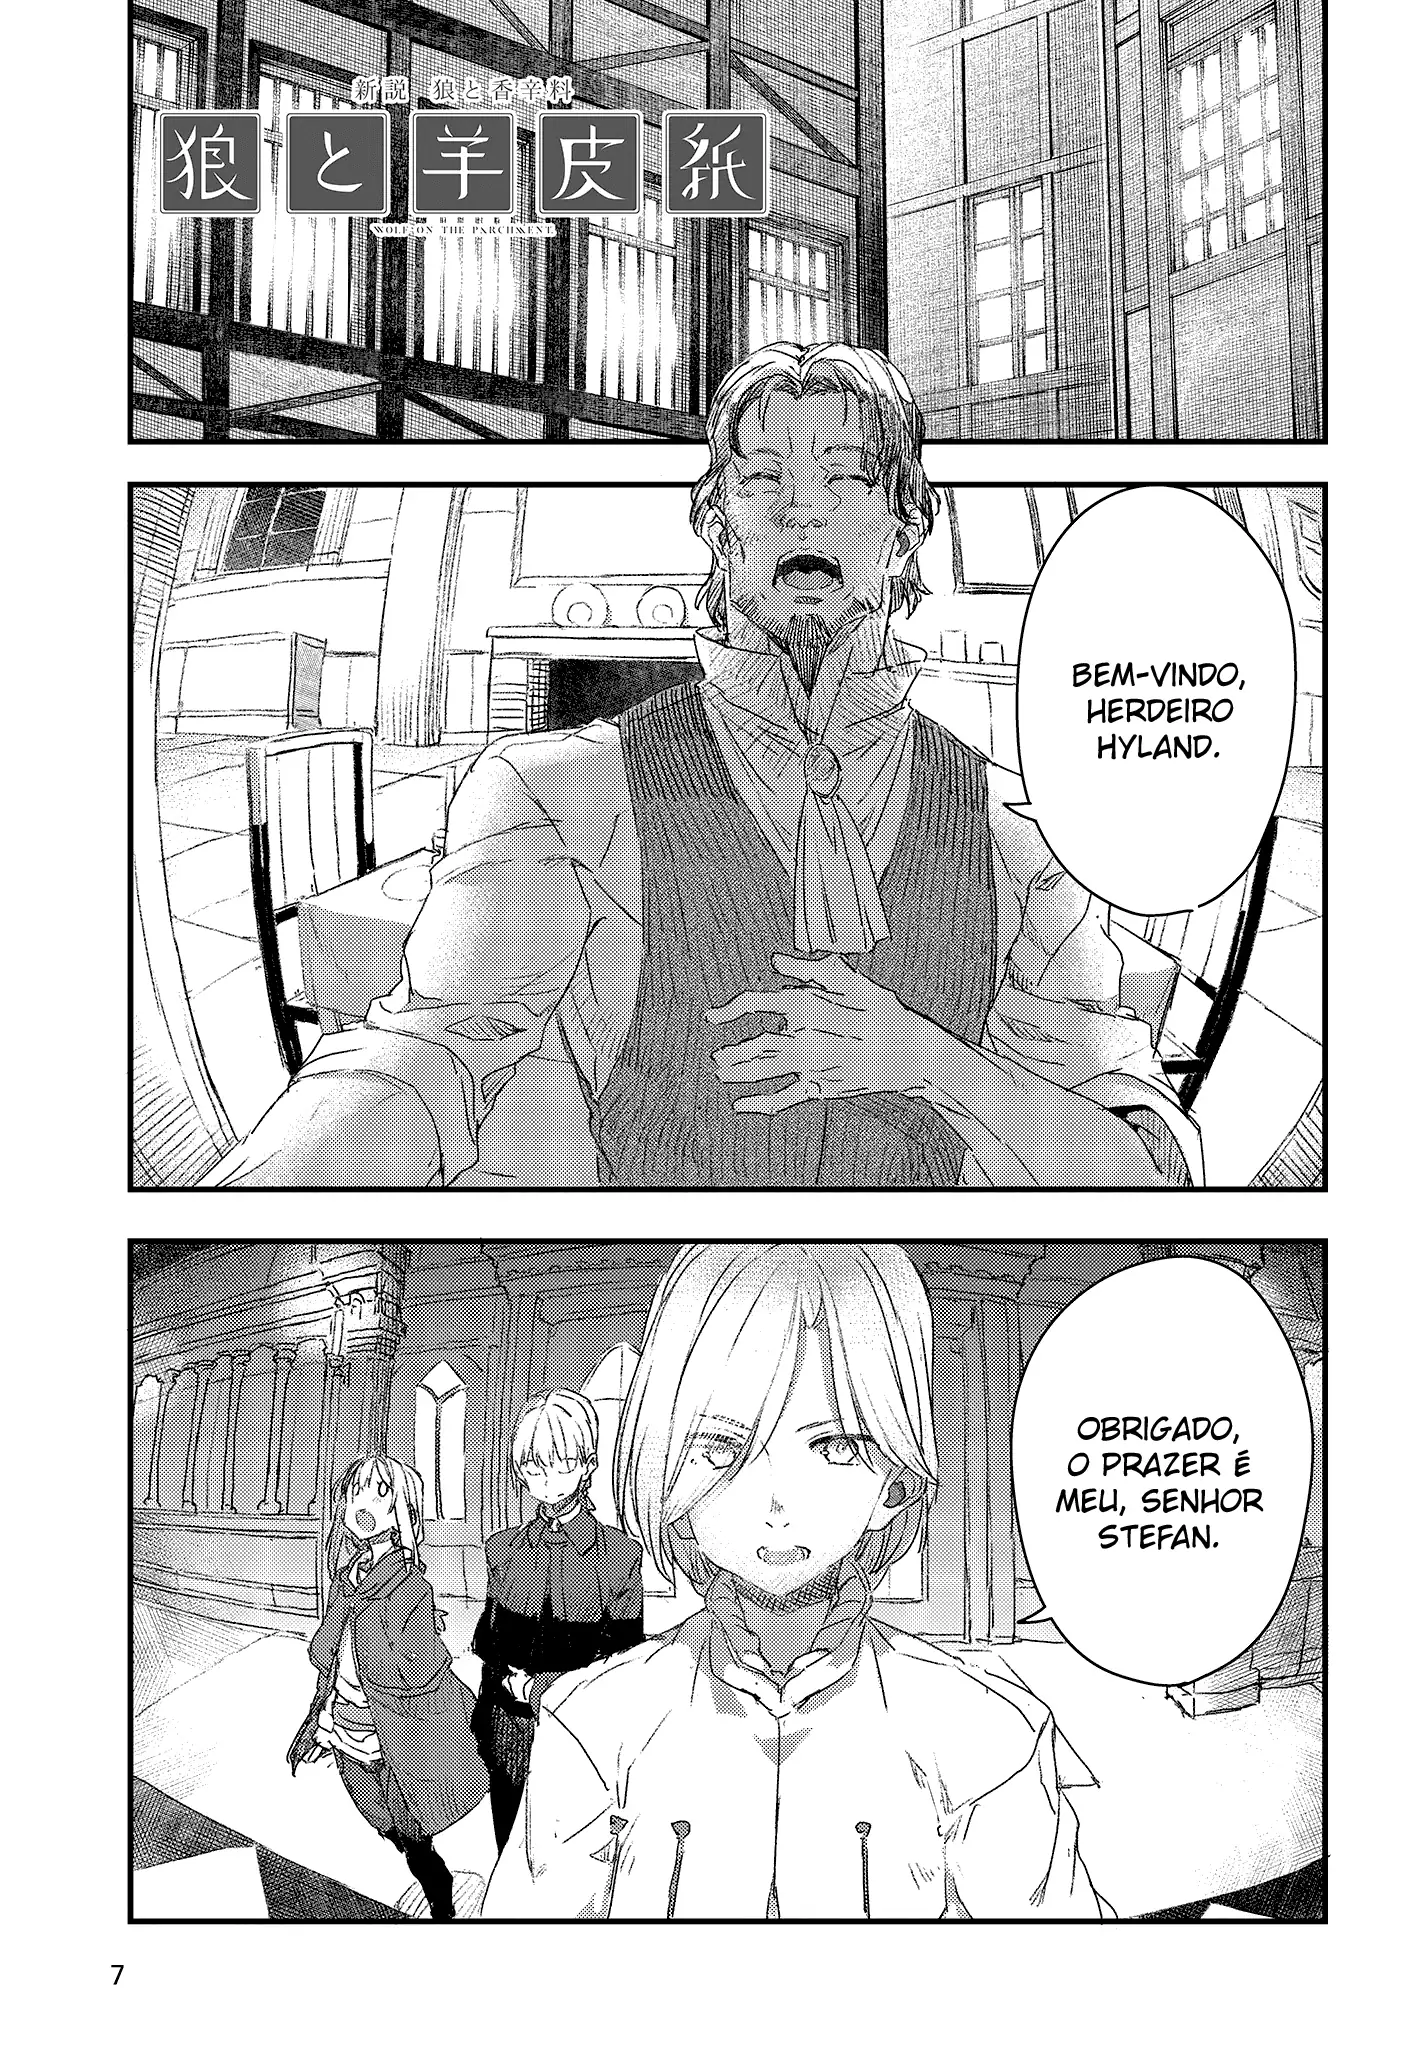 新説 狼と香辛料
狼と羊皮紙
WOLF ON THE PARCHMENT
BEM-VINDO,
HERDEIRO
HYLAND.
OBRIGADO,
O PRAZER É
MEU, SENHOR
STEFAN.
7